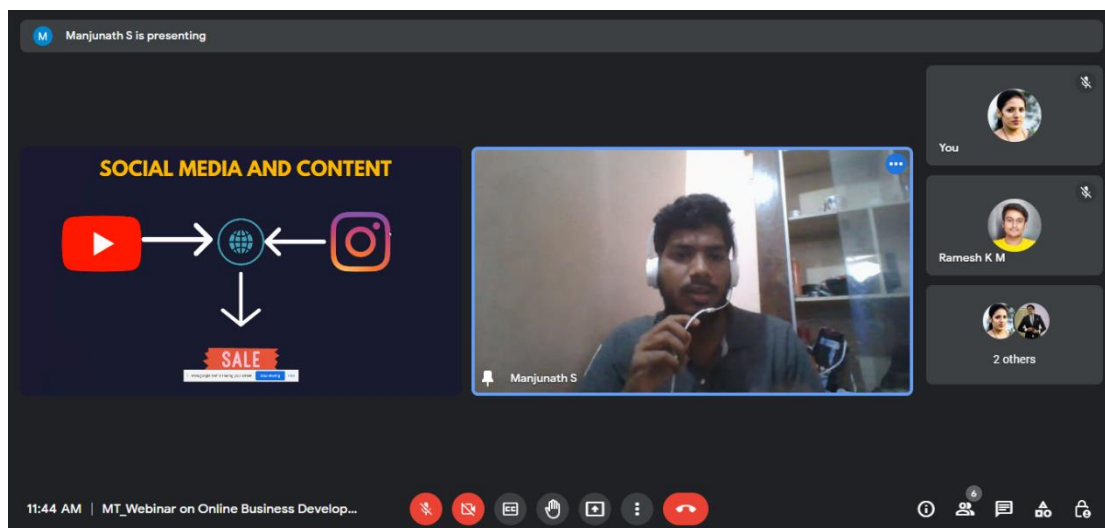 M
Manjunath S is presenting
SOCIAL MEDIA AND CONTENT
SALE
Manjunath S
You
Ramesh K M
2 others
11:44 AM | MT_Webinar on Online Business Develop...
CC
6